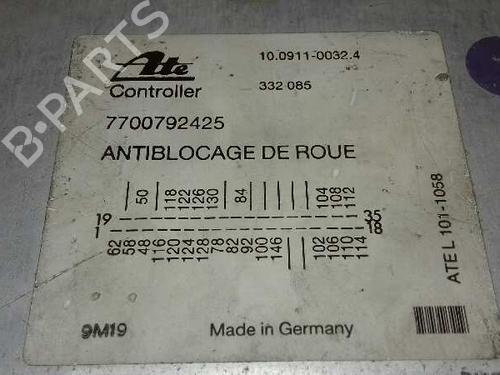 Ate
10.0911-0032.4
Controller
332 085
7700792425
ANTIBLOCAGE DE ROUE
50 118 122 126 130 84 104 108 112
19 35
1 18
62 58 48 116 120 124 128 78 82 92 100 146 102 106 110 114
ATE L 101-1058
9M19
Made in Germany
B-PARTS